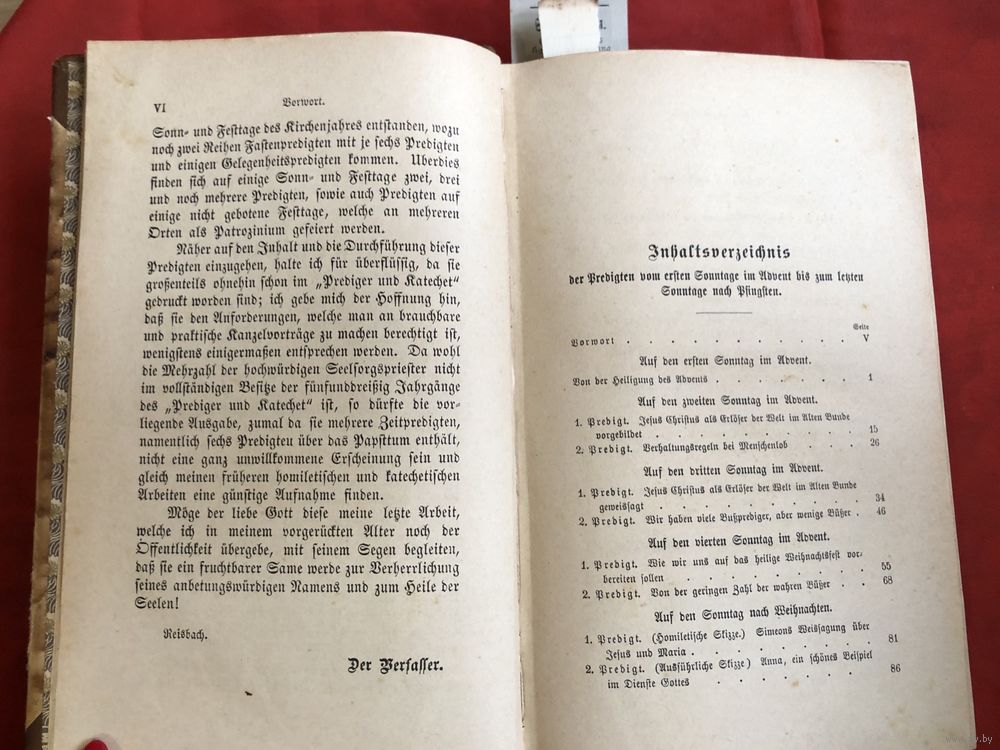 VI
Vorwort.
Sonn- und Festtage des Kirchenjahres entstanden, wozu
noch zwei Reihen Fastenpredigten mit je sechs Predigten
und einigen Gelegenheitspredigten kommen. Überdies
finden sich auf einige Sonn- und Festtage zwei, drei
und noch mehrere Predigten, sowie auch Predigten auf
einige nicht gebotene Festtage, welche an mehreren
Orten als Patrozinium gefeiert werden.
Näher auf den Inhalt und die Durchführung dieser
Predigten einzugehen, halte ich für überflüssig, da sie
großenteils ohnehin schon im „Prediger und Katechet“
gedruckt worden sind; ich gebe mich der Hoffnung hin,
daß sie den Anforderungen, welche man an brauchbare
und praktische Kanzelvorträge zu machen berechtigt ist,
wenigstens einigermaßen entsprechen werden. Da wohl
die Mehrzahl der hochwürdigen Seelsorgspriester nicht
im vollständigen Besitze der fünfunddreißig Jahrgänge
des „Prediger und Katechet“ ist, so dürfte die vor-
liegende Ausgabe, zumal da sie mehrere Zeitpredigten,
namentlich sechs Predigteu über das Papsttum enthält,
nicht eine ganz unwillkommene Erscheinung sein und
gleich meinen früheren homiletischen und katechetischen
Arbeiten eine günstige Aufnahme finden.
Möge der liebe Gott diese meine letzte Arbeit,
welche ich in meinem vorgerückten Alter noch der
Öffentlichkeit übergebe, mit seinem Segen begleiten,
daß sie ein fruchtbarer Same werde zur Verherrlichung
seines anbetungswürdigen Namens und zum Heile der
Seelen!
Reisbach.
Der Verfasser.
Inhaltsverzeichnis
der Predigten vom ersten Sonntage im Advent bis zum letzten
Sonntage nach Pfingsten.
Seite
Vorwort . . . . . . . . . . V
Auf den ersten Sonntag im Advent.
Von der Heiligung des Advents . . . . . . 1
Auf den zweiten Sonntag im Advent.
1. Predigt. Jesus Christus als Erlöser der Welt im Alten Bunde
vorgebildet . . . . . . . . . 15
2. Predigt. Verhaltungsregeln bei Menschenlob . . . 26
Auf den dritten Sonntag im Advent.
1. Predigt. Jesus Christus als Erlöser der Welt im Alten Bunde
geweissagt . . . . . . . . . 34
2. Predigt. Wir haben viele Bußprediger, aber wenige Büßer . 46
Auf den vierten Sonntag im Advent.
1. Predigt. Wie wir uns auf das heilige Weihnachtsfest vor-
bereiten sollen . . . . . . . . 55
2. Predigt. Von der geringen Zahl der wahren Büßer . . 68
Auf den Sonntag nach Weihnachten.
1. Predigt. (Homiletische Skizze.) Simeons Weissagung über
Jesus und Maria . . . . . . . . 81
2. Predigt. (Ausführliche Skizze) Anna, ein schönes Beispiel
im Dienste Gottes . . . . . . . 86